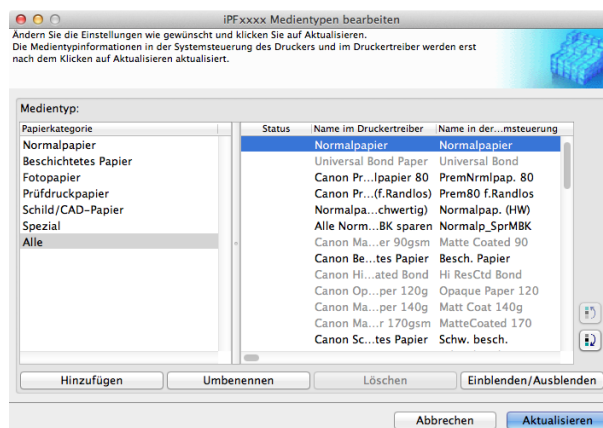 iPFxxxx Medientypen bearbeiten
Ändern Sie die Einstellungen wie gewünscht und klicken Sie auf Aktualisieren.
Die Medientypinformationen in der Systemsteuerung des Druckers und im Druckertreiber werden erst
nach dem Klicken auf Aktualisieren aktualisiert.
Medientyp:
Papierkategorie
Normalpapier
Beschichtetes Papier
Fotopapier
Prüfdruckpapier
Schild/CAD-Papier
Spezial
Alle
Status Name im Druckertreiber Name in der...msteuerung
Normalpapier Normalpapier
Universal Bond Paper Universal Bond
Canon Pr...lpapier 80 PremNrmlpap. 80
Canon Pr...(f.Randlos) Prem80 f.Randlos
Normalpa...chwertig) Normalpap. (HW)
Alle Norm...BK sparen Normalp_SprMBK
Canon Ma...er 90gsm Matte Coated 90
Canon Be...tes Papier Besch. Papier
Canon Hi...ated Bond Hi ResCtd Bond
Canon Op...per 120g Opaque Paper 120
Canon Ma...per 140g Matt Coat 140g
Canon Ma...r 170gsm MatteCoated 170
Canon Sc...tes Papier Schw. besch.
Hinzufügen Umbenennen Löschen Einblenden/Ausblenden
Abbrechen Aktualisieren